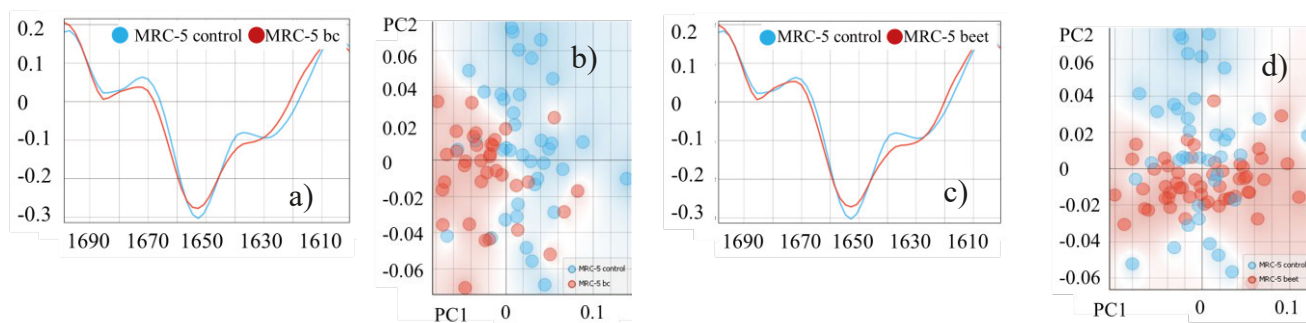 0.2
0.1
0
-0.1
-0.2
-0.3
MRC-5 control MRC-5 bc
a)
1690 1670 1650 1630 1610
PC2
0.06
0.04
0.02
0
-0.02
-0.04
-0.06
b)
MRC-5 control
MRC-5 bc
PC1 0 0.1
0.2
0.1
0
-0.1
-0.2
-0.3
MRC-5 control MRC-5 beet
c)
1690 1670 1650 1630 1610
PC2
0.06
0.04
0.02
0
-0.02
-0.04
-0.06
d)
MRC-5 control
MRC-5 beet
PC1 0 0.1